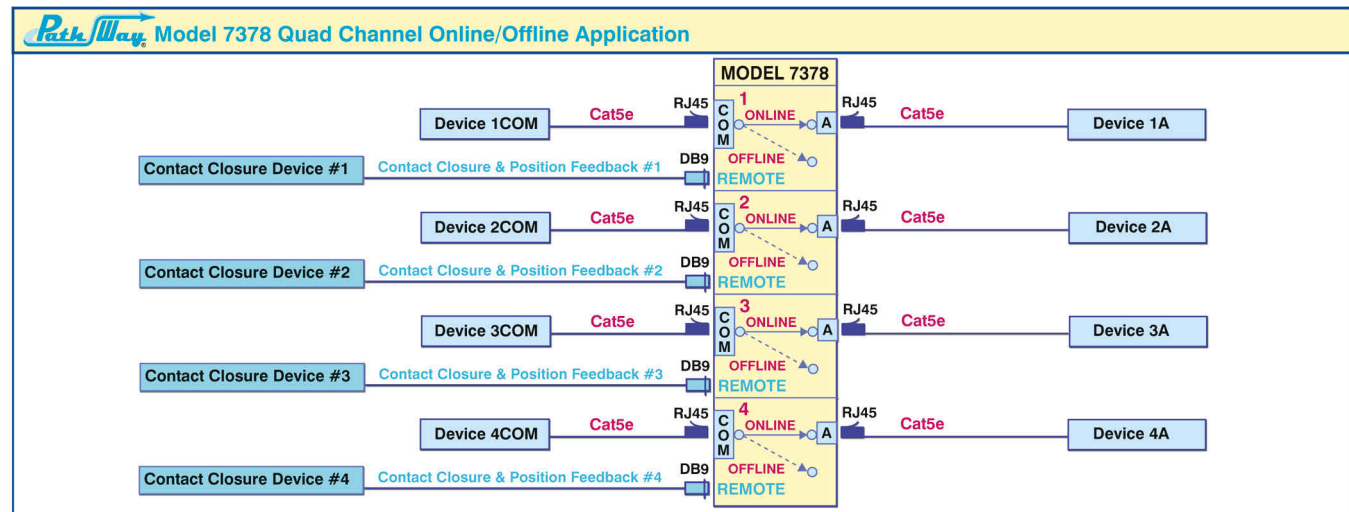 PathWay® Model 7378 Quad Channel Online/Offline Application
MODEL 7378
Device 1COM Cat5e RJ45 COM 1 ONLINE A RJ45 Cat5e Device 1A
Contact Closure Device #1 Contact Closure & Position Feedback #1 DB9 OFFLINE
REMOTE
Device 2COM Cat5e RJ45 COM 2 ONLINE A RJ45 Cat5e Device 2A
Contact Closure Device #2 Contact Closure & Position Feedback #2 DB9 OFFLINE
REMOTE
Device 3COM Cat5e RJ45 COM 3 ONLINE A RJ45 Cat5e Device 3A
Contact Closure Device #3 Contact Closure & Position Feedback #3 DB9 OFFLINE
REMOTE
Device 4COM Cat5e RJ45 COM 4 ONLINE A RJ45 Cat5e Device 4A
Contact Closure Device #4 Contact Closure & Position Feedback #4 DB9 OFFLINE
REMOTE